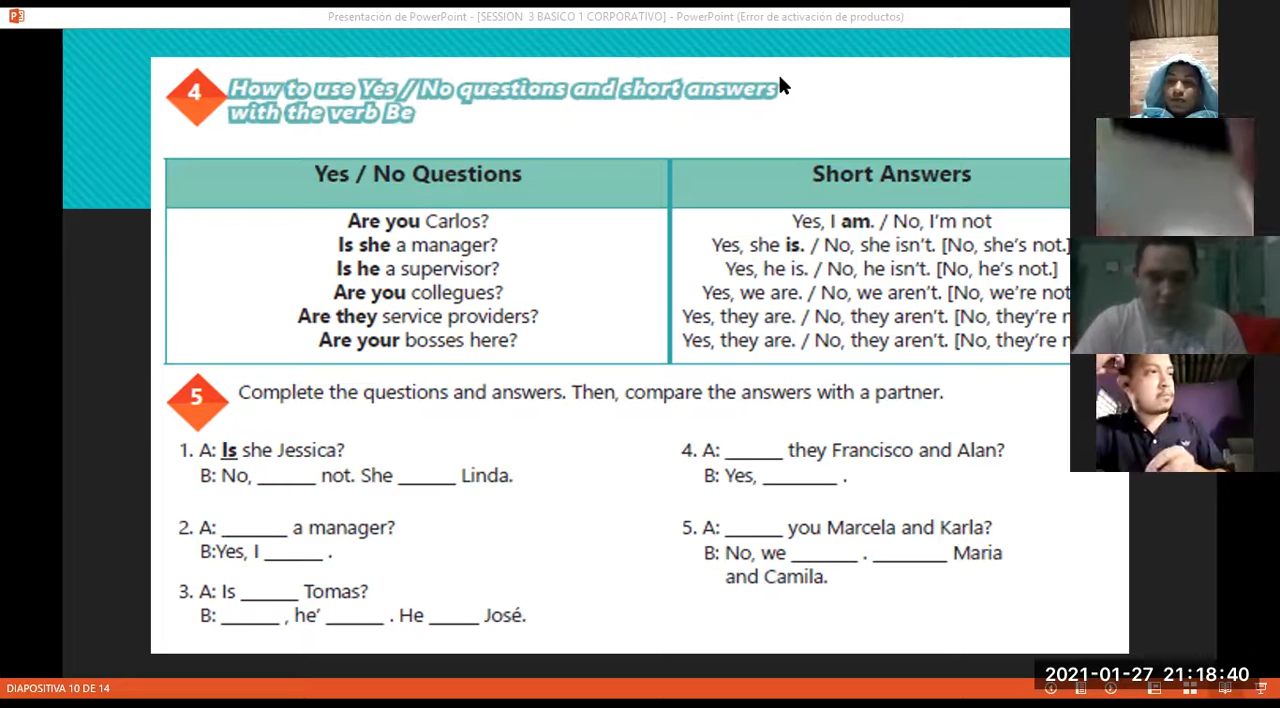 Presentación de PowerPoint - [SESSION 3 BASICO 1 CORPORATIVO] - PowerPoint (Error de activación de productos)
4 How to use Yes / No questions and short answers
with the verb Be
Yes / No Questions
Short Answers
Are you Carlos?
Yes, I am. / No, I'm not
Is she a manager?
Yes, she is. / No, she isn't. [No, she's not.]
Is he a supervisor?
Yes, he is. / No, he isn't. [No, he's not.]
Are you collegues?
Yes, we are. / No, we aren't. [No, we're not
Are they service providers?
Yes, they are. / No, they aren't. [No, they're
Are your bosses here?
Yes, they are. / No, they aren't. [No, they're
5 Complete the questions and answers. Then, compare the answers with a partner.
1. A: Is she Jessica?
B: No, ______ not. She ______ Linda.
2. A: _______ a manager?
B:Yes, I ______ .
3. A: Is _____ Tomas?
B: ______ , he' ______ . He _____ José.
4. A: ______ they Francisco and Alan?
B: Yes, ________ .
5. A: ______ you Marcela and Karla?
B: No, we _______ . ________ Maria
and Camila.
2021-01-27 21:18:40
DIAPOSITIVA 10 DE 14